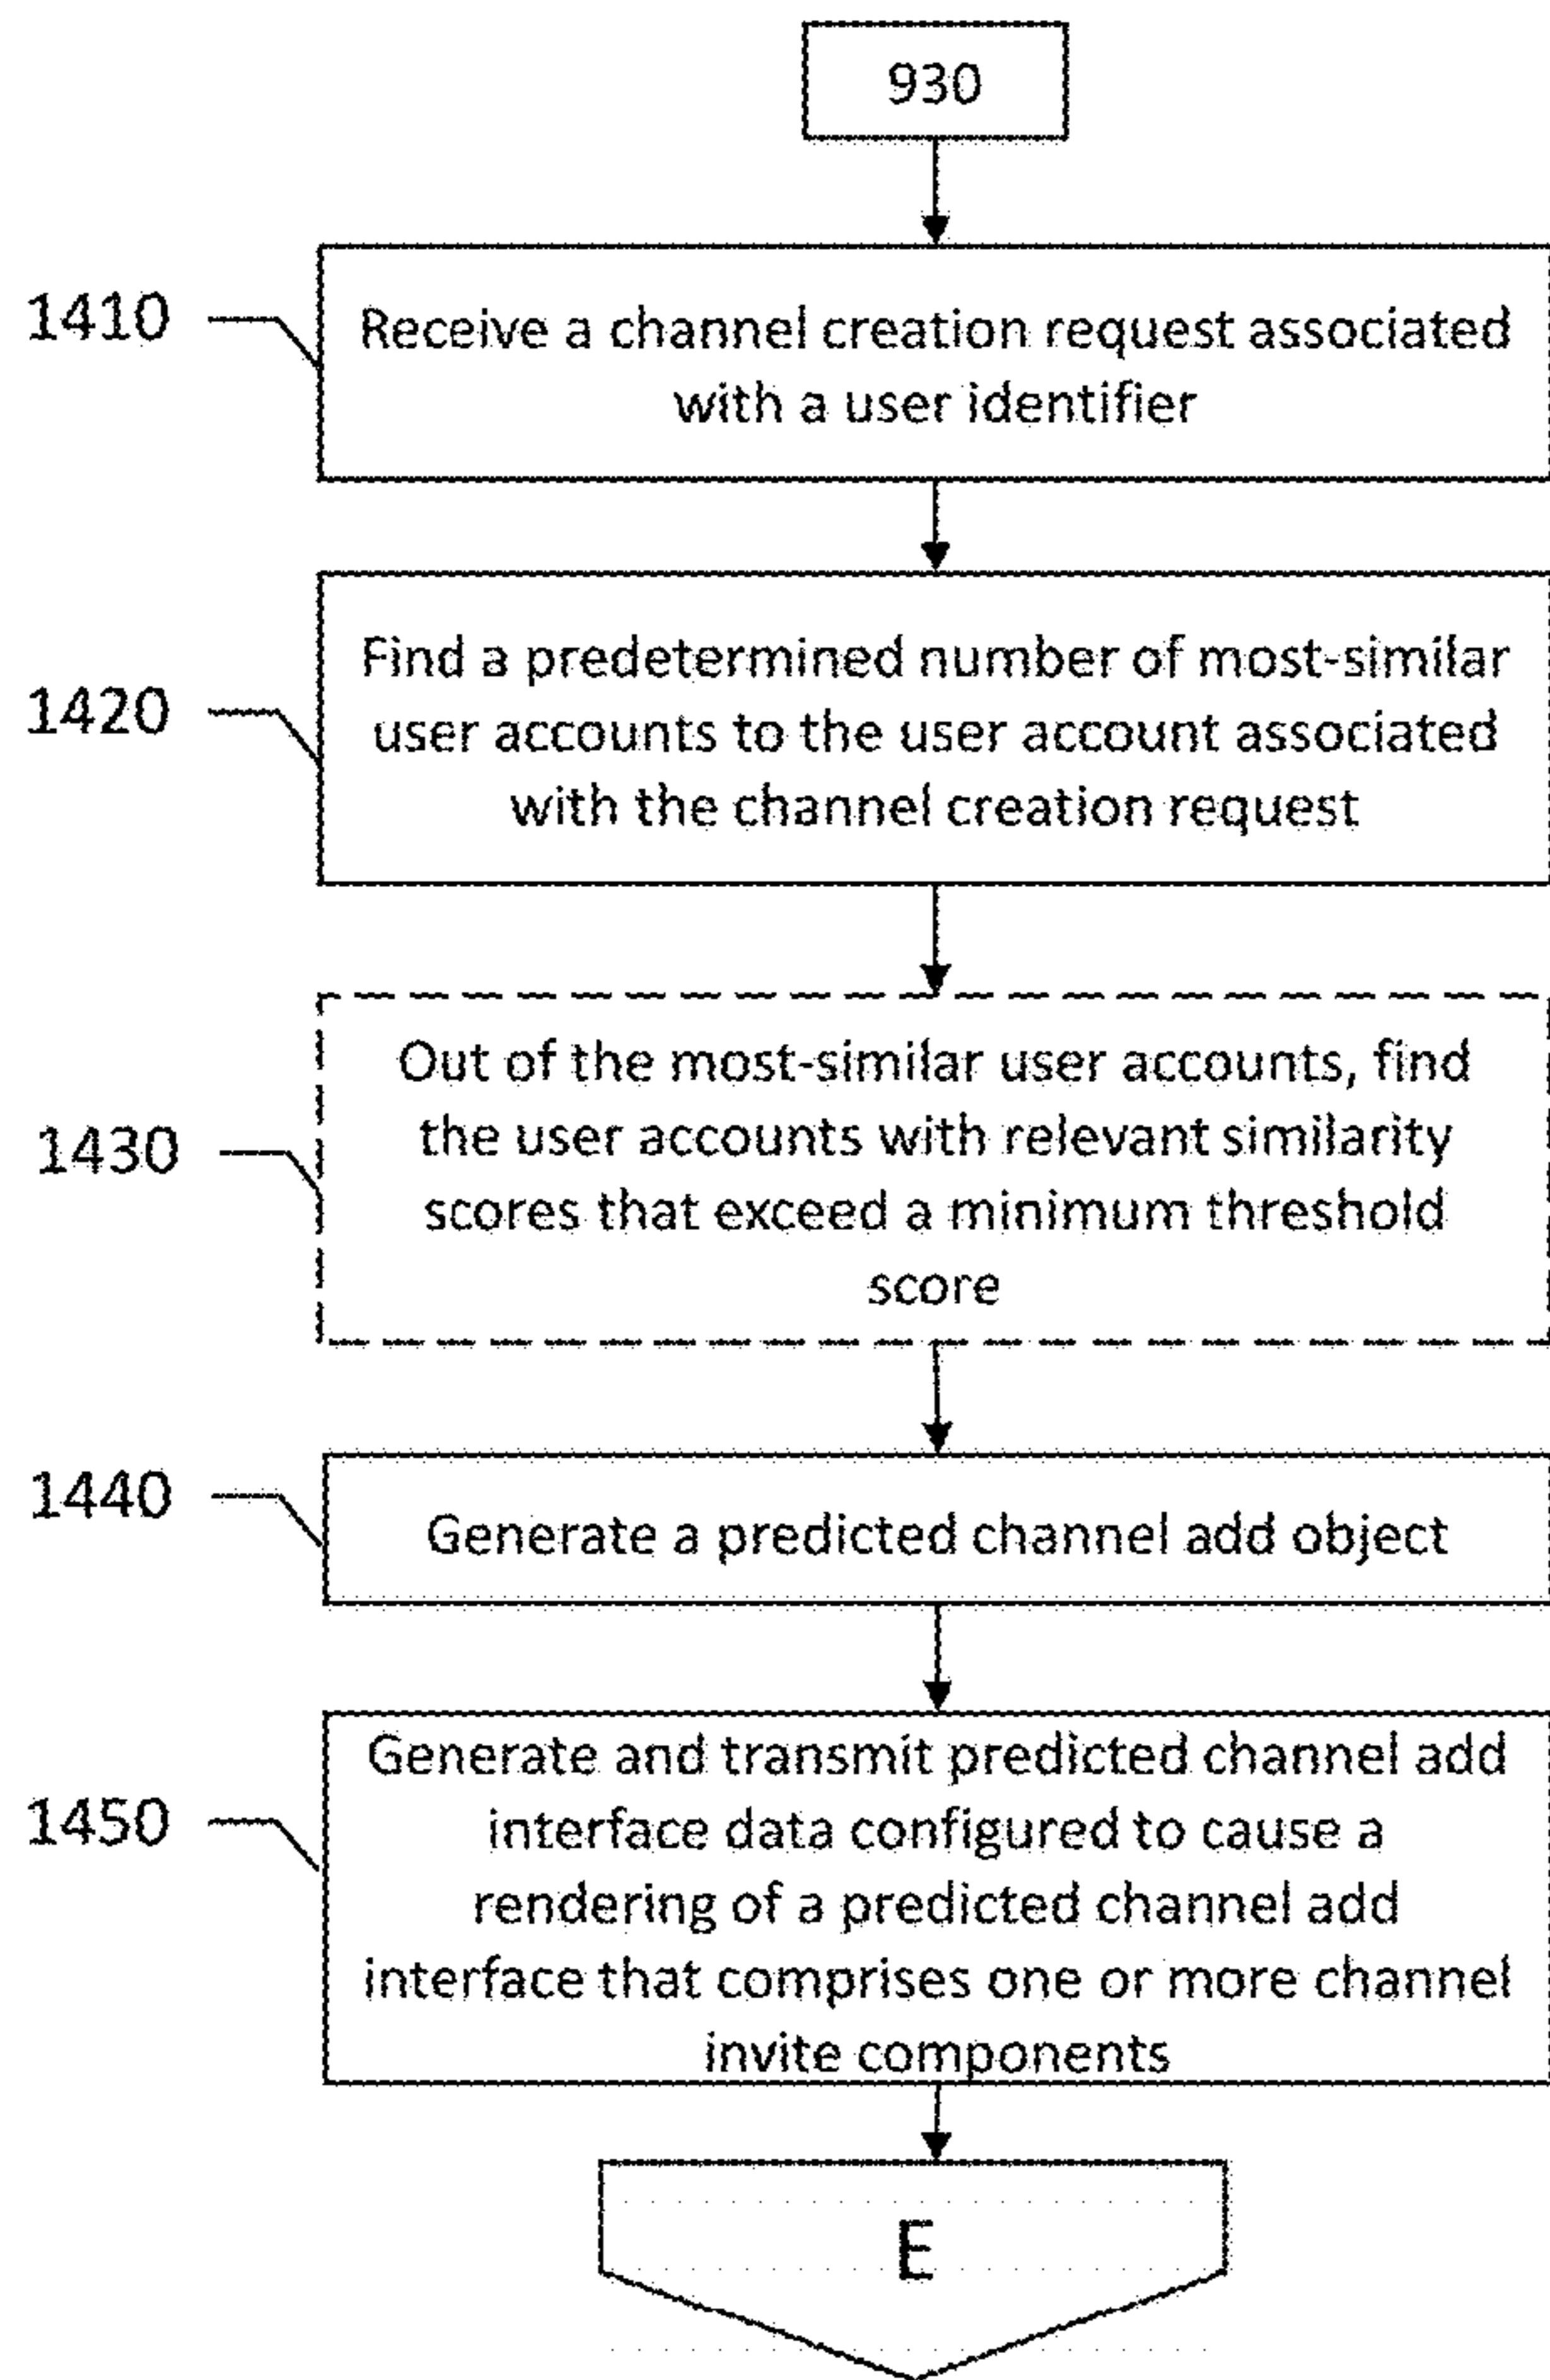 930
1410
Receive a channel creation request associated
with a user identifier
1420
Find a predetermined number of most-similar
user accounts to the user account associated
with the channel creation request
1430
Out of the most-similar user accounts, find
the user accounts with relevant similarity
scores that exceed a minimum threshold
score
1440
Generate a predicted channel add object
1450
Generate and transmit predicted channel add
interface data configured to cause a
rendering of a predicted channel add
interface that comprises one or more channel
invite components
E